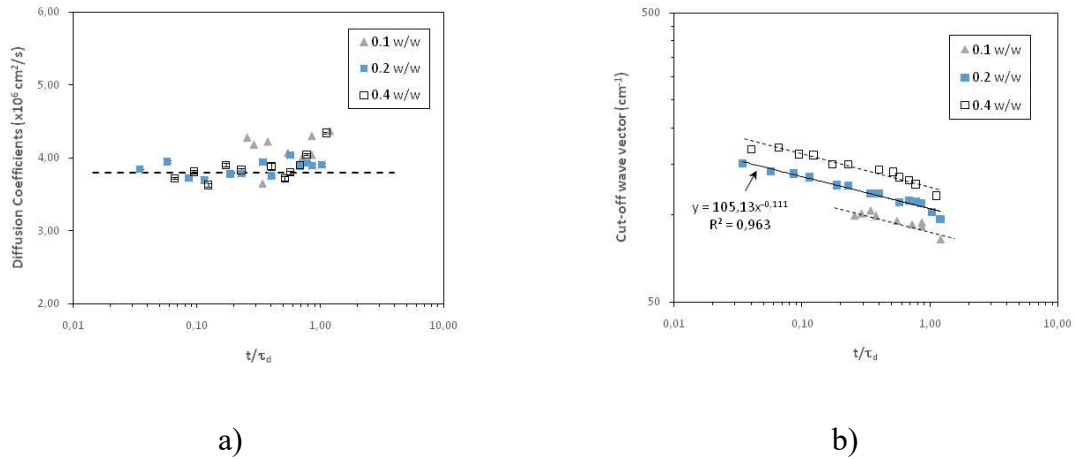 6,00
5,00
4,00
3,00
2,00
0,01
0,10
1,00
10,00
Diffusion Coefficients (x10⁶ cm²/s)
t/τd
0.1 w/w
0.2 w/w
0.4 w/w
a)
500
50
0,01
0,10
1,00
10,00
Cut-off wave vector (cm⁻¹)
t/τd
0.1 w/w
0.2 w/w
0.4 w/w
y = 105,13x⁻⁰,¹¹¹
R² = 0,963
b)